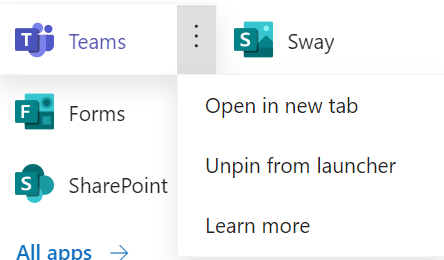 Teams
Sway
Forms
Open in new tab
SharePoint
Unpin from launcher
Learn more
All apps